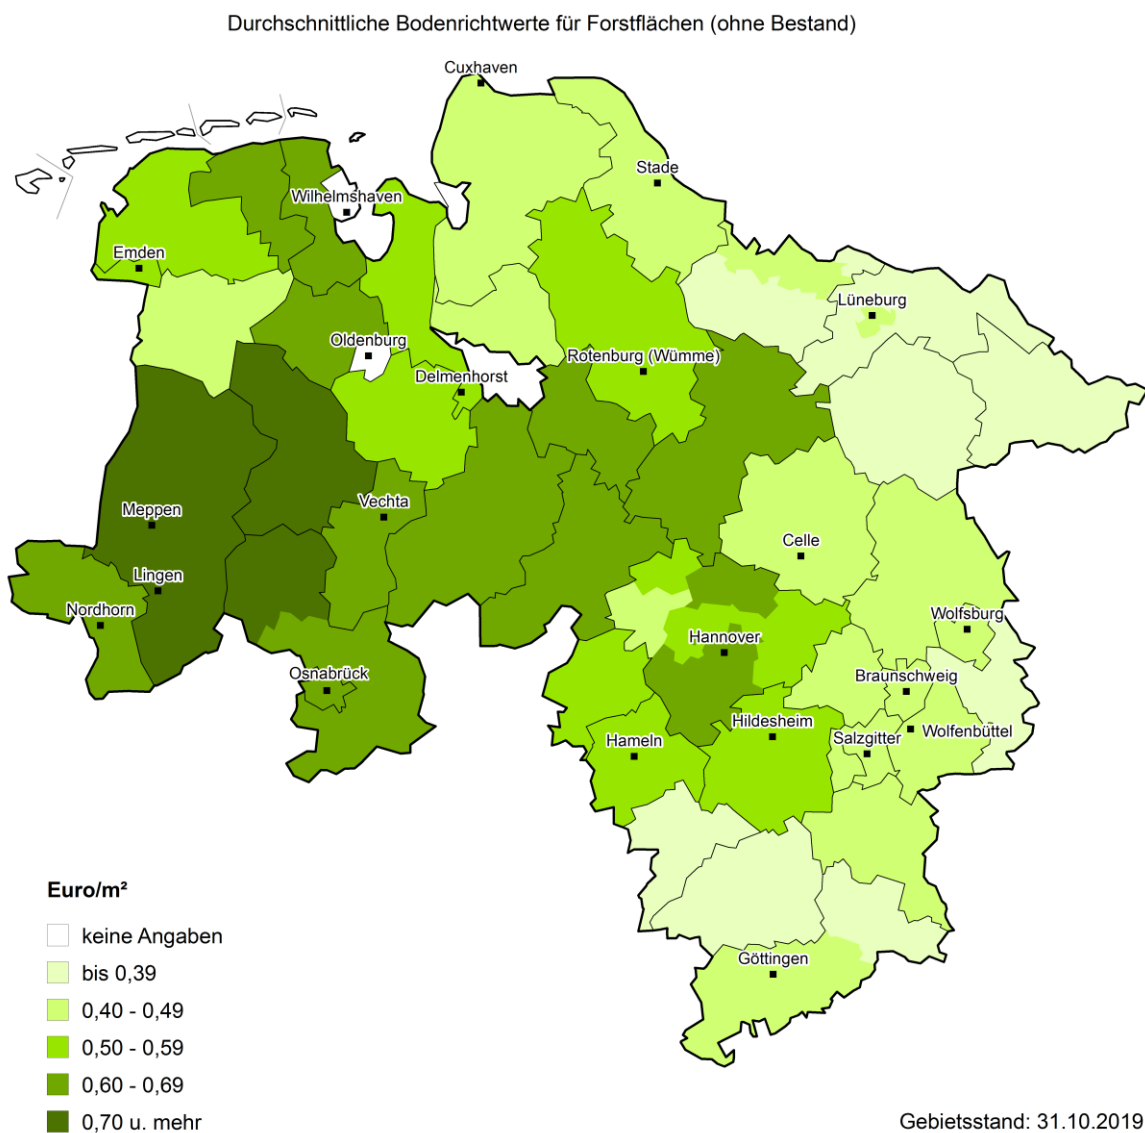 Durchschnittliche Bodenrichtwerte für Forstflächen (ohne Bestand)
Cuxhaven
Stade
Wilhelmshaven
Emden
Lüneburg
Oldenburg
Rotenburg (Wümme)
Delmenhorst
Vechta
Meppen
Celle
Lingen
Nordhorn
Wolfsburg
Hannover
Osnabrück
Braunschweig
Hildesheim
Wolfenbüttel
Hameln
Salzgitter
Göttingen
Euro/m²
keine Angaben
bis 0,39
0,40 - 0,49
0,50 - 0,59
0,60 - 0,69
0,70 u. mehr
Gebietsstand: 31.10.2019